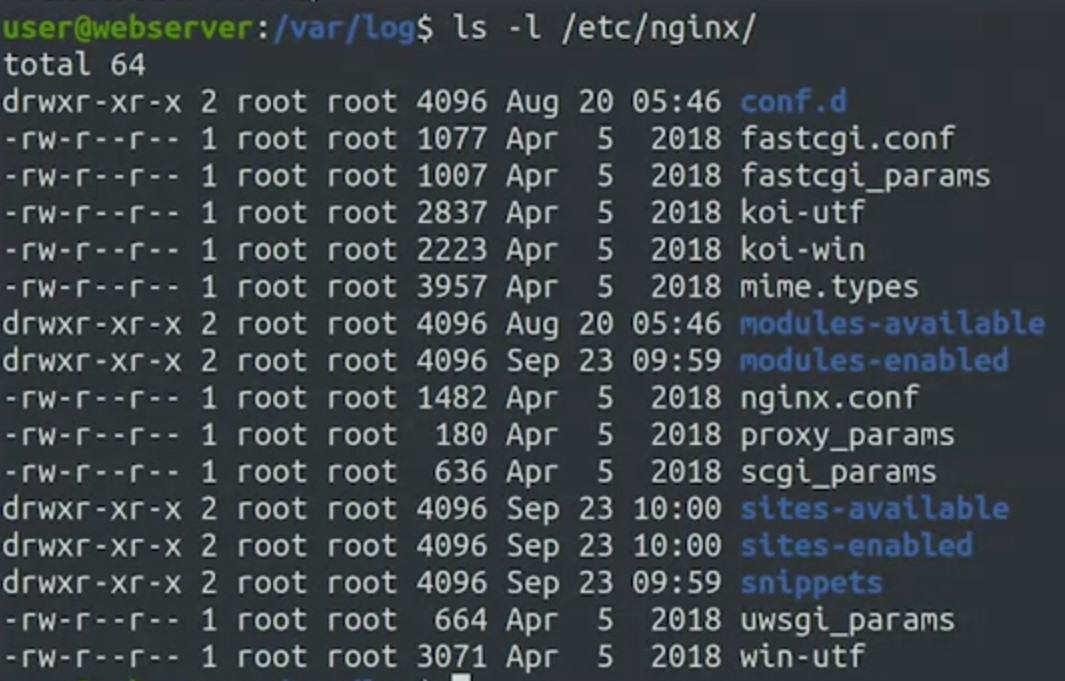 user@webserver:/var/log$ ls -l /etc/nginx/
total 64
drwxr-xr-x 2 root root 4096 Aug 20 05:46 conf.d
-rw-r--r-- 1 root root 1077 Apr  5  2018 fastcgi.conf
-rw-r--r-- 1 root root 1007 Apr  5  2018 fastcgi_params
-rw-r--r-- 1 root root 2837 Apr  5  2018 koi-utf
-rw-r--r-- 1 root root 2223 Apr  5  2018 koi-win
-rw-r--r-- 1 root root 3957 Apr  5  2018 mime.types
drwxr-xr-x 2 root root 4096 Aug 20 05:46 modules-available
drwxr-xr-x 2 root root 4096 Sep 23 09:59 modules-enabled
-rw-r--r-- 1 root root 1482 Apr  5  2018 nginx.conf
-rw-r--r-- 1 root root  180 Apr  5  2018 proxy_params
-rw-r--r-- 1 root root  636 Apr  5  2018 scgi_params
drwxr-xr-x 2 root root 4096 Sep 23 10:00 sites-available
drwxr-xr-x 2 root root 4096 Sep 23 10:00 sites-enabled
drwxr-xr-x 2 root root 4096 Sep 23 09:59 snippets
-rw-r--r-- 1 root root  664 Apr  5  2018 uwsgi_params
-rw-r--r-- 1 root root 3071 Apr  5  2018 win-utf